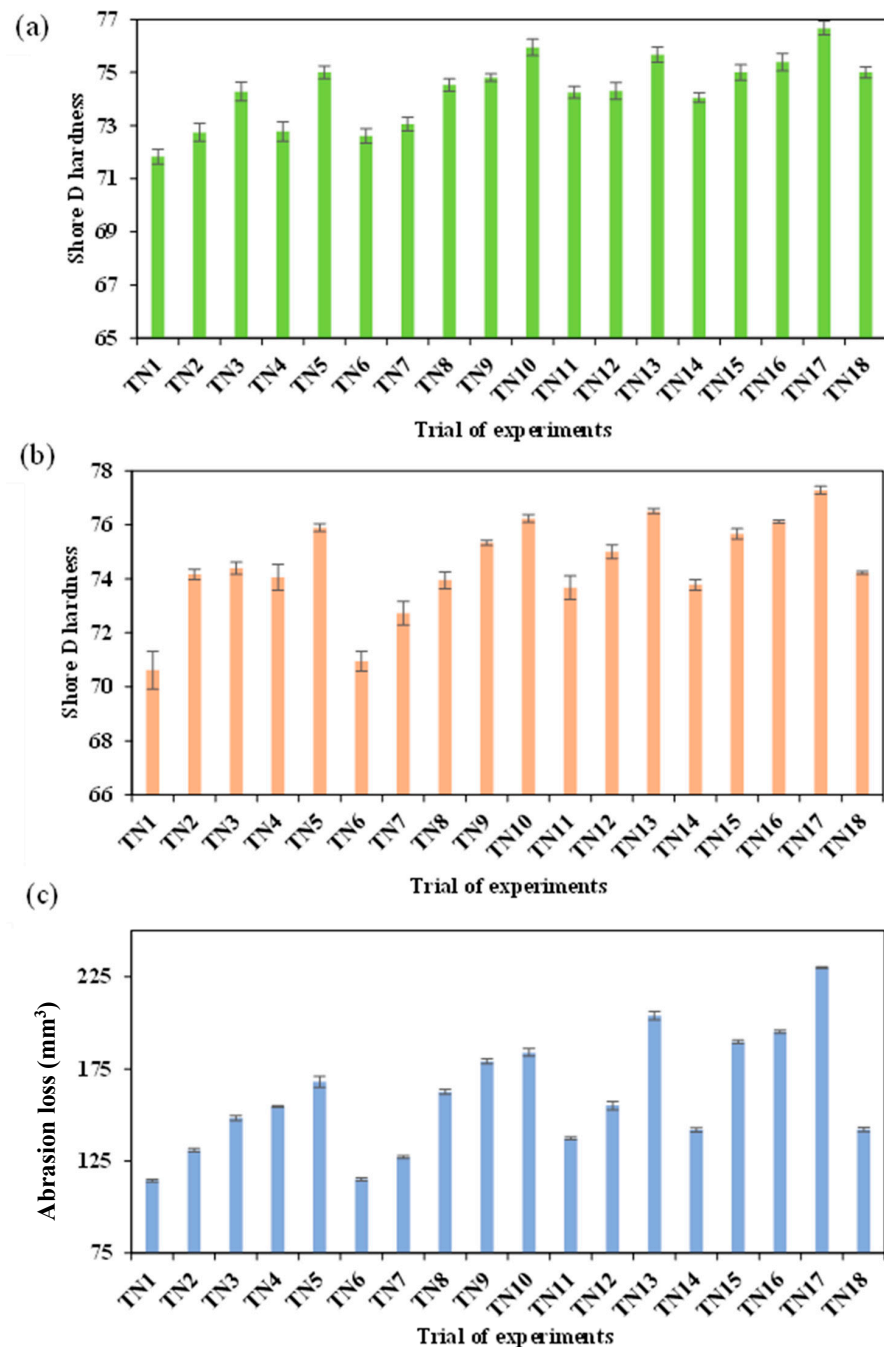 (a)
Shore D hardness
77
75
73
71
69
67
65
TN1 TN2 TN3 TN4 TN5 TN6 TN7 TN8 TN9 TN10 TN11 TN12 TN13 TN14 TN15 TN16 TN17 TN18
Trial of experiments
(b)
Shore D hardness
78
76
74
72
70
68
66
TN1 TN2 TN3 TN4 TN5 TN6 TN7 TN8 TN9 TN10 TN11 TN12 TN13 TN14 TN15 TN16 TN17 TN18
Trial of experiments
(c)
Abrasion loss (mm³)
225
175
125
75
TN1 TN2 TN3 TN4 TN5 TN6 TN7 TN8 TN9 TN10 TN11 TN12 TN13 TN14 TN15 TN16 TN17 TN18
Trial of experiments